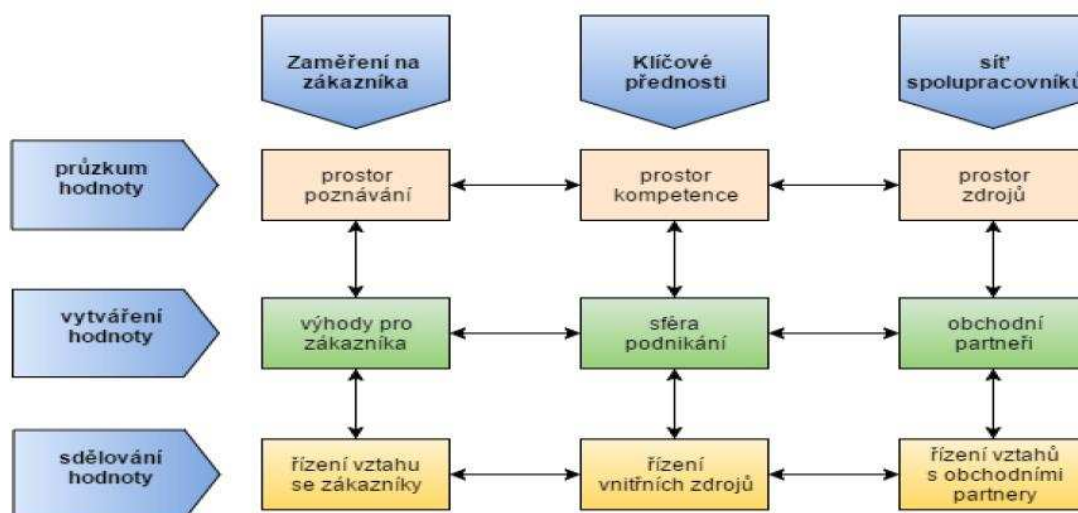 Zaměření na
zákazníka
Klíčové
přednosti
síť
spolupracovníků
průzkum
hodnoty
prostor
poznávání
prostor
kompetence
prostor
zdrojů
vytváření
hodnoty
výhody pro
zákazníka
sféra
podnikání
obchodní
partneři
sdělování
hodnoty
řízení vztahu
se zákazníky
řízení
vnitřních zdrojů
řízení vztahů
s obchodními
partnery